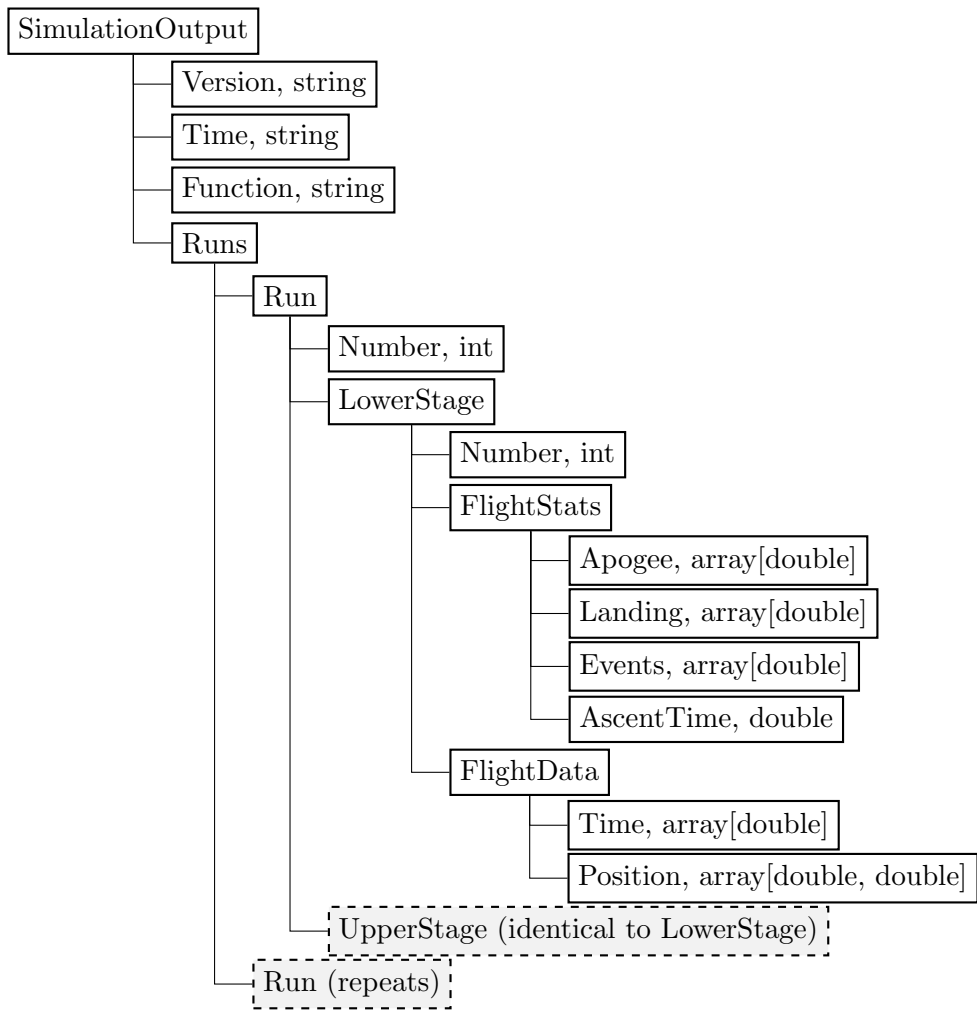 SimulationOutput
Version, string
Time, string
Function, string
Runs
Run
Number, int
LowerStage
Number, int
FlightStats
Apogee, array[double]
Landing, array[double]
Events, array[double]
AscentTime, double
FlightData
Time, array[double]
Position, array[double, double]
UpperStage (identical to LowerStage)
Run (repeats)